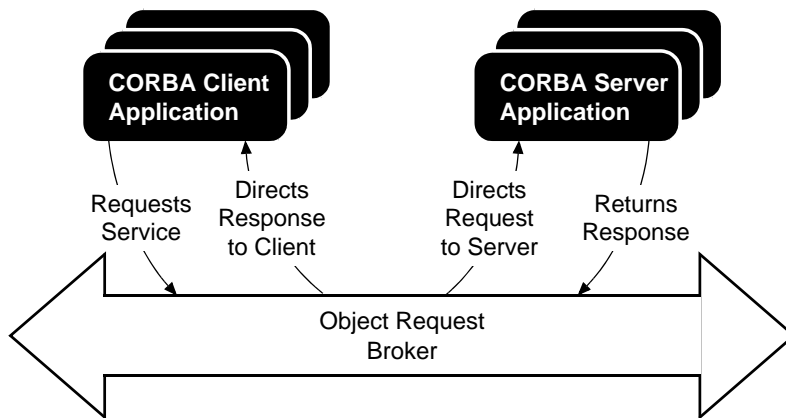 CORBA Client
Application
CORBA Server
Application
Requests
Service
Directs
Response
to Client
Directs
Request
to Server
Returns
Response
Object Request
Broker